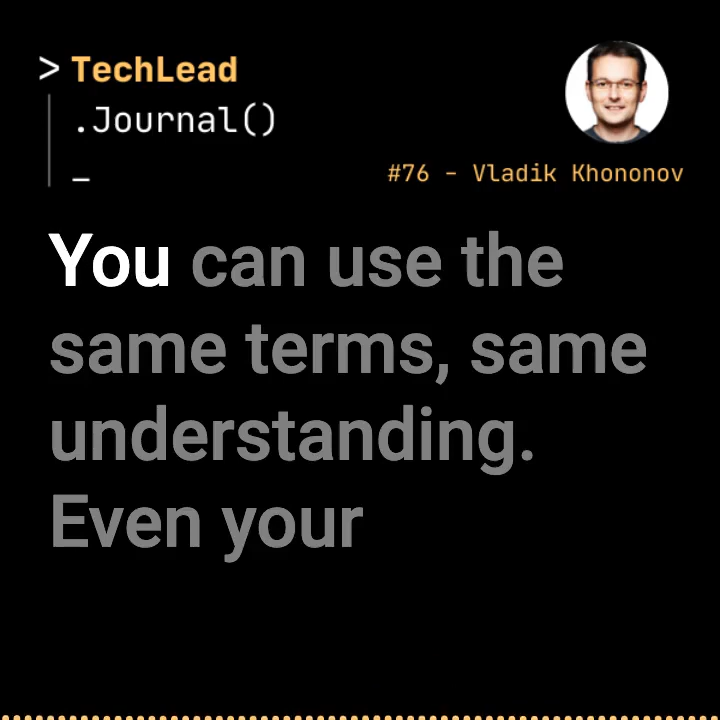 > TechLead
.Journal()
_
#76 - Vladik Khononov
You can use the
same terms, same
understanding.
Even your